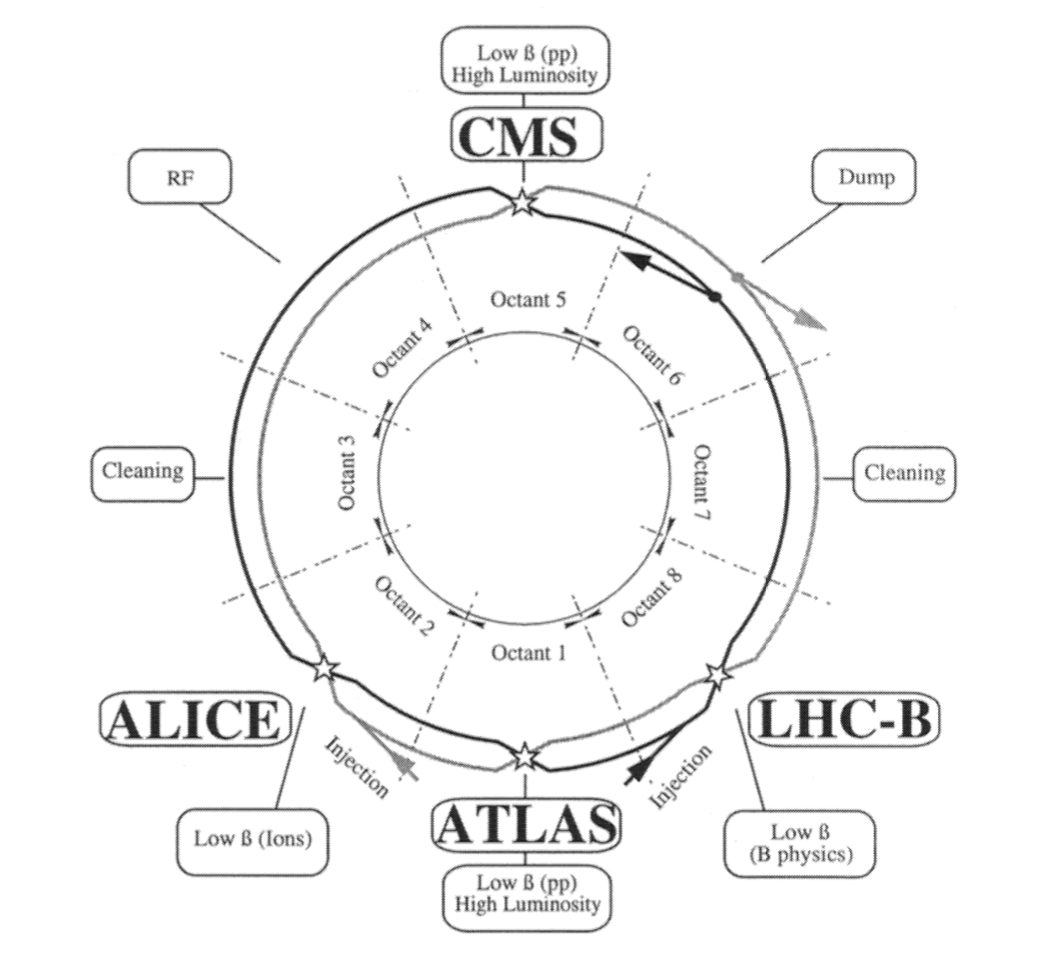 Low ß (pp)
High Luminosity
CMS
RF
Dump
Octant 5
Octant 4
Octant 6
Cleaning
Octant 3
Octant 7
Cleaning
Octant 2
Octant 8
Octant 1
ALICE
LHC-B
Injection
Injection
ATLAS
Low ß (Ions)
Low ß
(B physics)
Low ß (pp)
High Luminosity